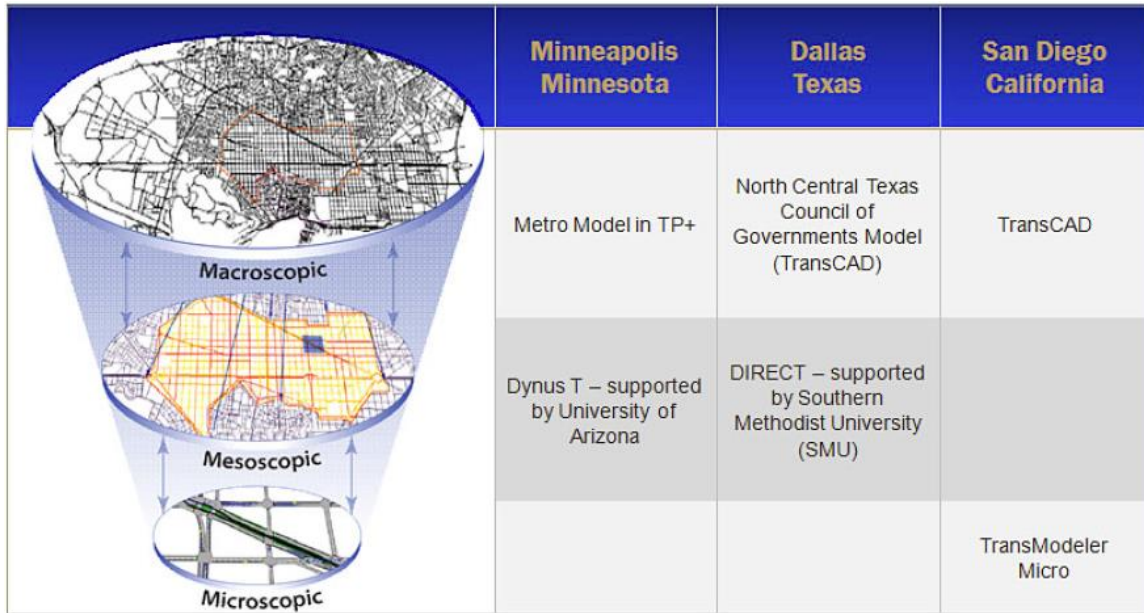 Minneapolis
Minnesota
Dallas
Texas
San Diego
California
Macroscopic
Metro Model in TP+
North Central Texas
Council of
Governments Model
(TransCAD)
TransCAD
Mesoscopic
Dynus T – supported
by University of
Arizona
DIRECT – supported
by Southern
Methodist University
(SMU)
Microscopic
TransModeler
Micro